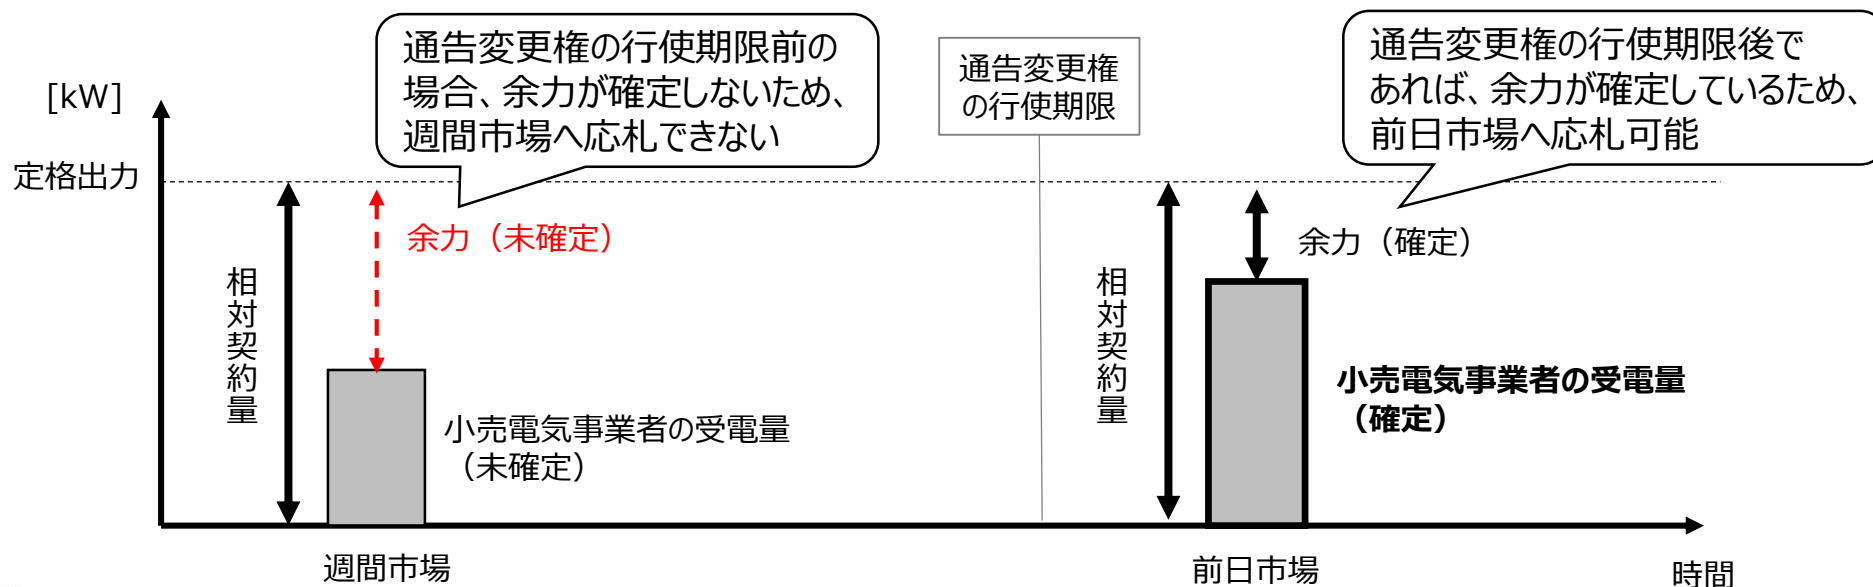 通告変更権の行使期限前の
場合、余力が確定しないため、
週間市場へ応札できない
通告変更権
の行使期限
通告変更権の行使期限後で
あれば、余力が確定しているため、
前日市場へ応札可能
[kW]
定格出力
余力（未確定）
余力（確定）
相対契約量
相対契約量
小売電気事業者の受電量
（未確定）
小売電気事業者の受電量
（確定）
週間市場
前日市場
時間